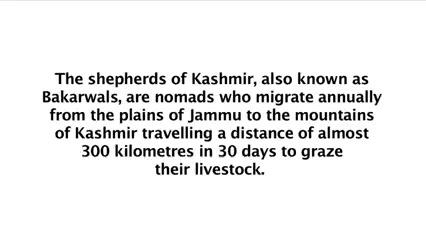 The shepherds of Kashmir, also known as
Bakarwals, are nomads who migrate annually
from the plains of Jammu to the mountains
of Kashmir travelling a distance of almost
300 kilometres in 30 days to graze
their livestock.